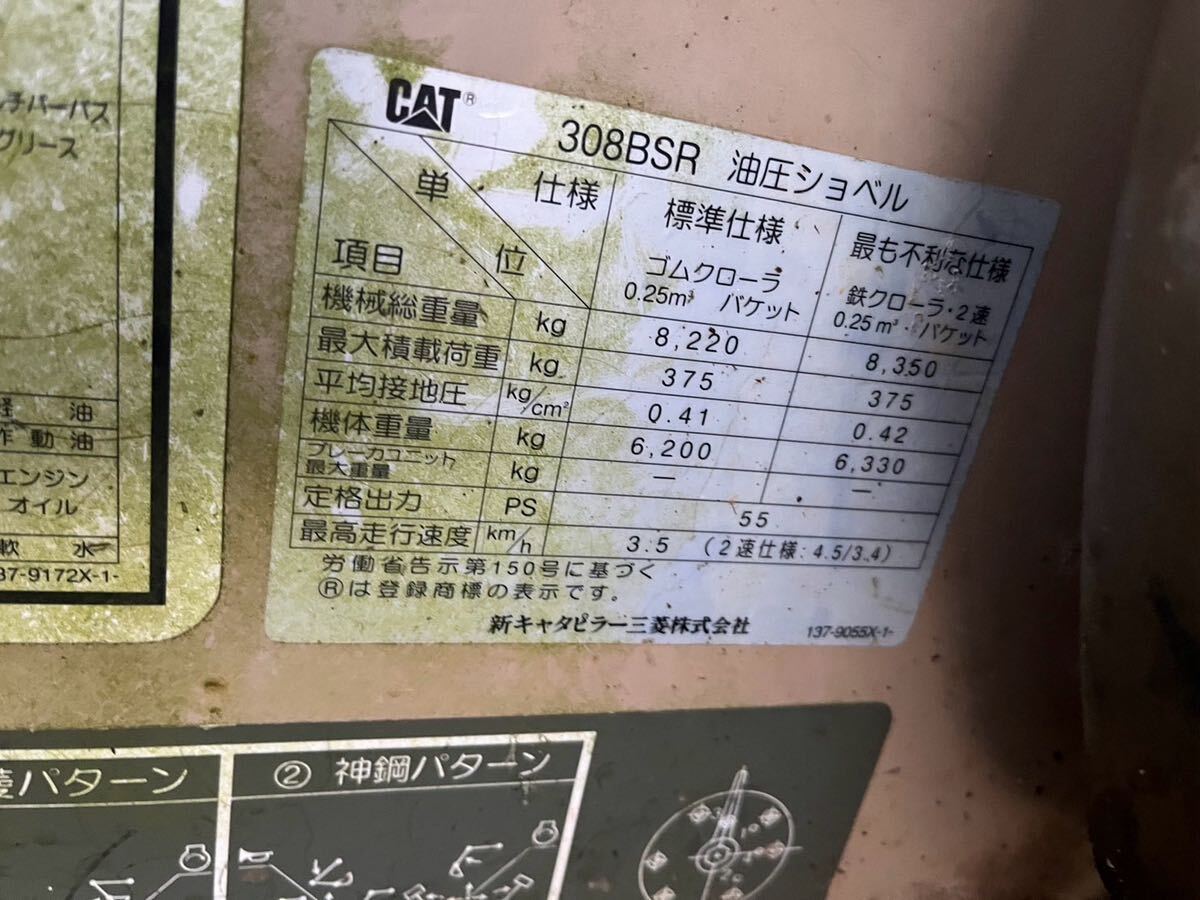 パーパス
グリース
軽 油
作 動 油
エンジン
オイル
軟 水
37-9172X-1-
CAT®
308BSR 油圧ショベル
単位 仕様 項目
標準仕様
ゴムクローラ
0.25m³ バケット
最も不利な仕様
鉄クローラ・2速
0.25m³・バケット
機械総重量 kg 8,220 8,350
最大積載荷重 kg 375 375
平均接地圧 kg/cm² 0.41 0.42
機体重量 kg 6,200 6,330
ブレーカユニット最大重量 kg — —
定格出力 PS 55
最高走行速度 km/h 3.5 (2速仕様:4.5/3.4)
労働省告示第150号に基づく
®は登録商標の表示です。
新キャタピラー三菱株式会社
137-9055X-1-
パターン
② 神鋼パターン